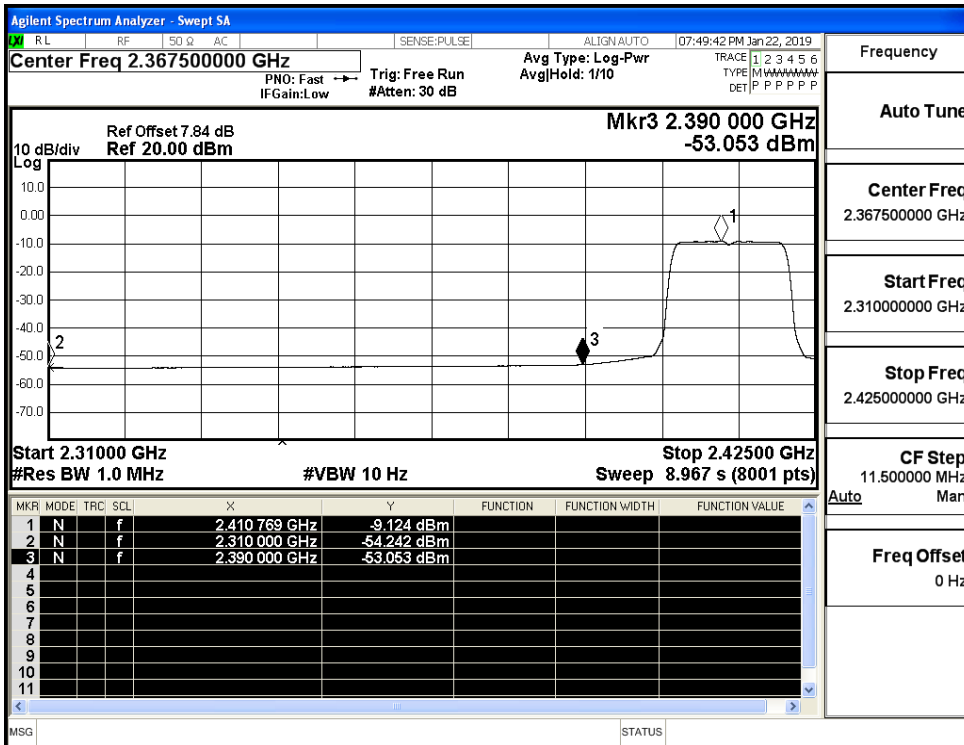 Agilent Spectrum Analyzer - Swept SA
LXI RL RF 50 Ω AC SENSE:PULSE ALIGNAUTO 07:49:42 PM Jan 22, 2019
Center Freq 2.367500000 GHz
PNO: Fast
IFGain:Low
Trig: Free Run
#Atten: 30 dB
Avg Type: Log-Pwr
Avg|Hold: 1/10
TRACE 1 2 3 4 5 6
TYPE M WWWWW
DET P P P P P P
Ref Offset 7.84 dB
10 dB/div Ref 20.00 dBm
Log
Mkr3 2.390 000 GHz
-53.053 dBm
10.0
0.00
-10.0
-20.0
-30.0
-40.0
-50.0
-60.0
-70.0
1
2
3
Start 2.31000 GHz Stop 2.42500 GHz
#Res BW 1.0 MHz #VBW 10 Hz Sweep 8.967 s (8001 pts)
MKR MODE TRC SCL X Y FUNCTION FUNCTION WIDTH FUNCTION VALUE
1 N f 2.410 769 GHz -9.124 dBm
2 N f 2.310 000 GHz -54.242 dBm
3 N f 2.390 000 GHz -53.053 dBm
4
5
6
7
8
9
10
11
MSG STATUS
Frequency
Auto Tune
Center Freq
2.367500000 GHz
Start Freq
2.310000000 GHz
Stop Freq
2.425000000 GHz
CF Step
11.500000 MHz
Auto Man
Freq Offset
0 Hz